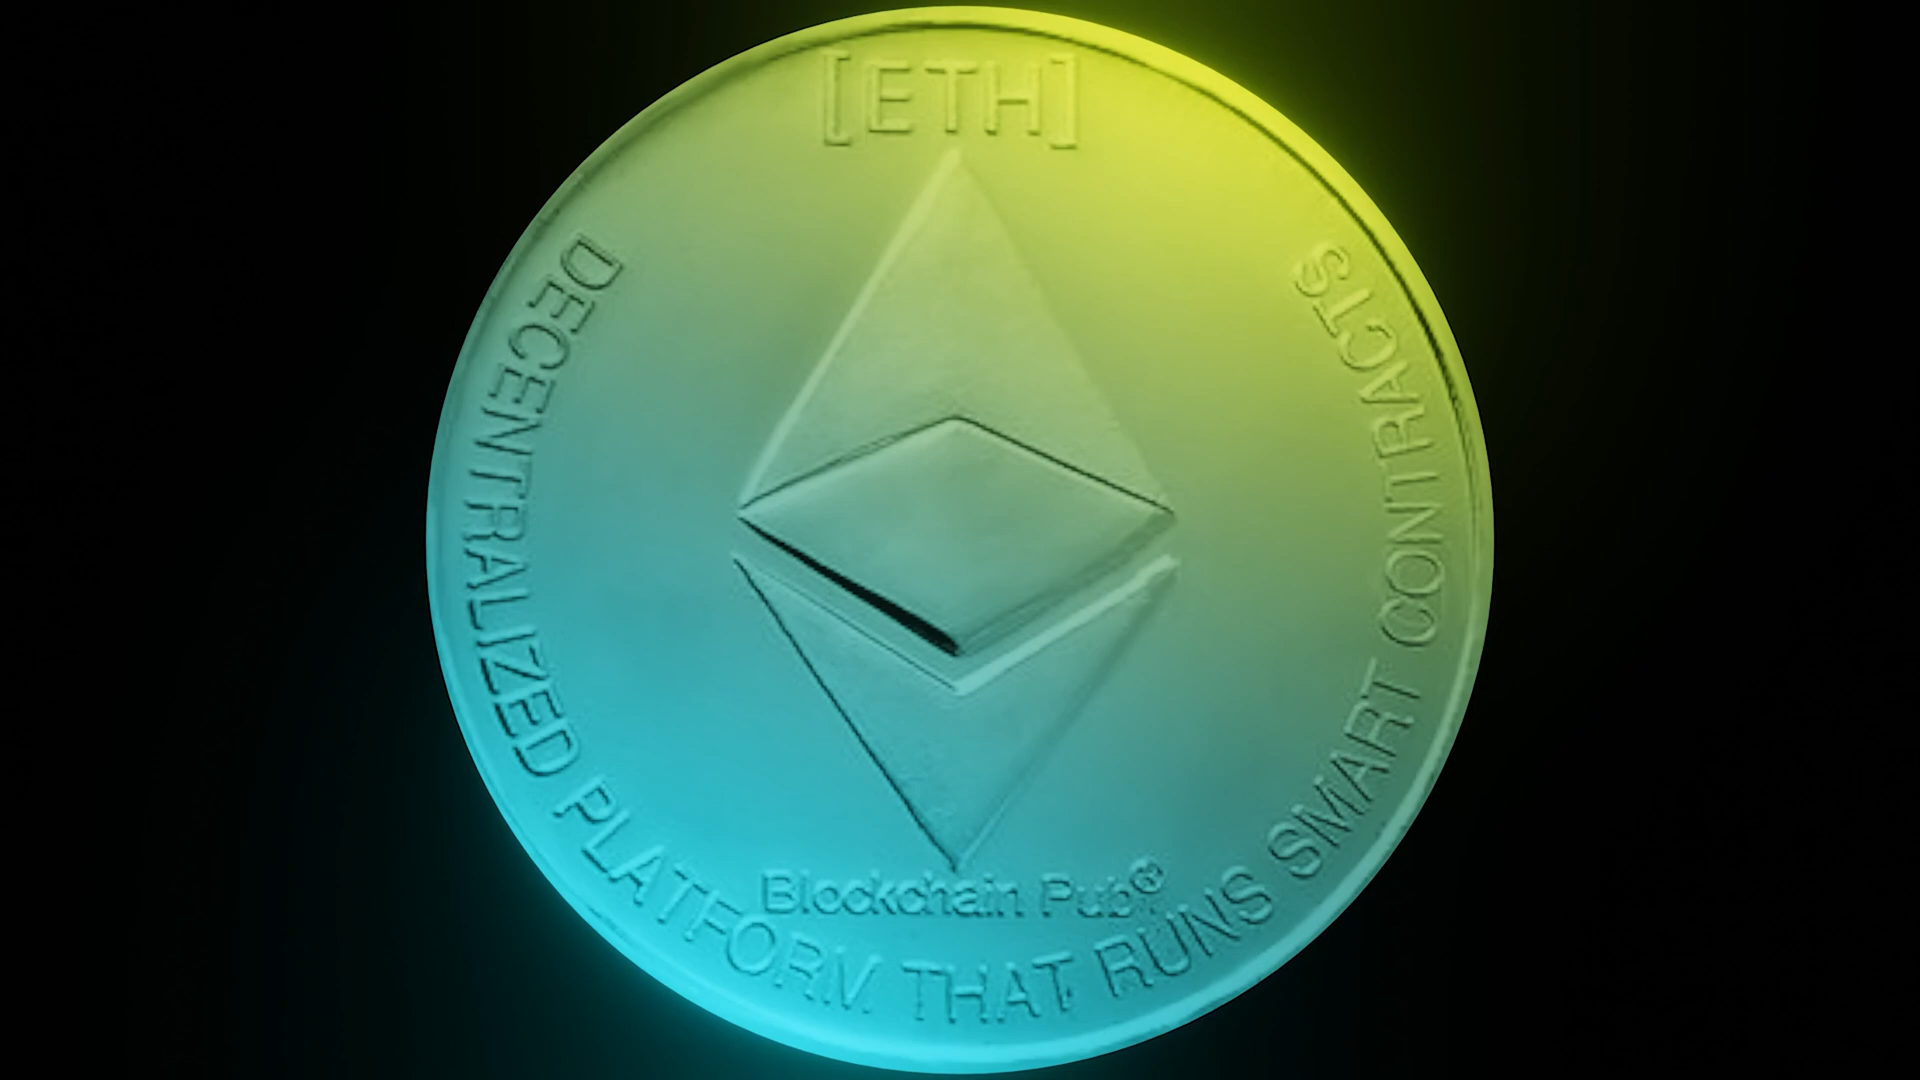 [ETH]
DECENTRALIZED PLATFORM THAT RUNS SMART CONTRACTS
Blockchain Pub